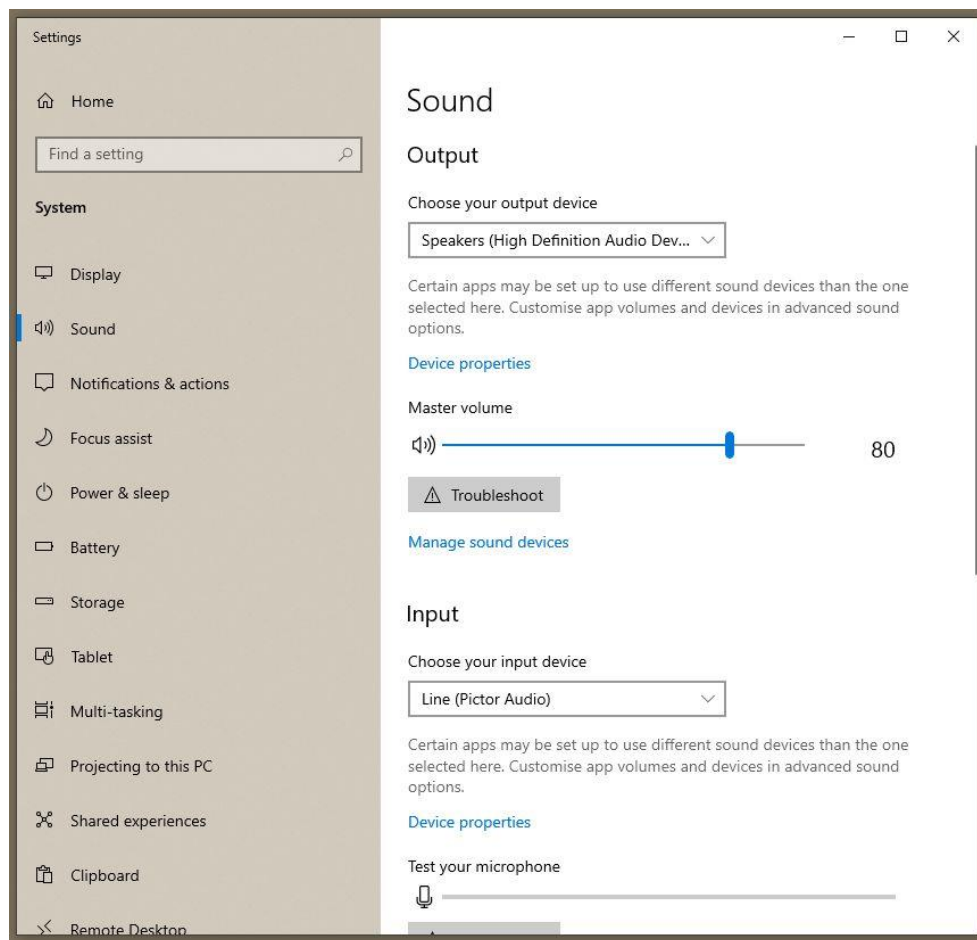 Settings
Home
Find a setting
System
Display
Sound
Notifications & actions
Focus assist
Power & sleep
Battery
Storage
Tablet
Multi-tasking
Projecting to this PC
Shared experiences
Clipboard
Remote Desktop
Sound
Output
Choose your output device
Speakers (High Definition Audio Dev...
Certain apps may be set up to use different sound devices than the one
selected here. Customise app volumes and devices in advanced sound
options.
Device properties
Master volume
80
Troubleshoot
Manage sound devices
Input
Choose your input device
Line (Pictor Audio)
Certain apps may be set up to use different sound devices than the one
selected here. Customise app volumes and devices in advanced sound
options.
Device properties
Test your microphone